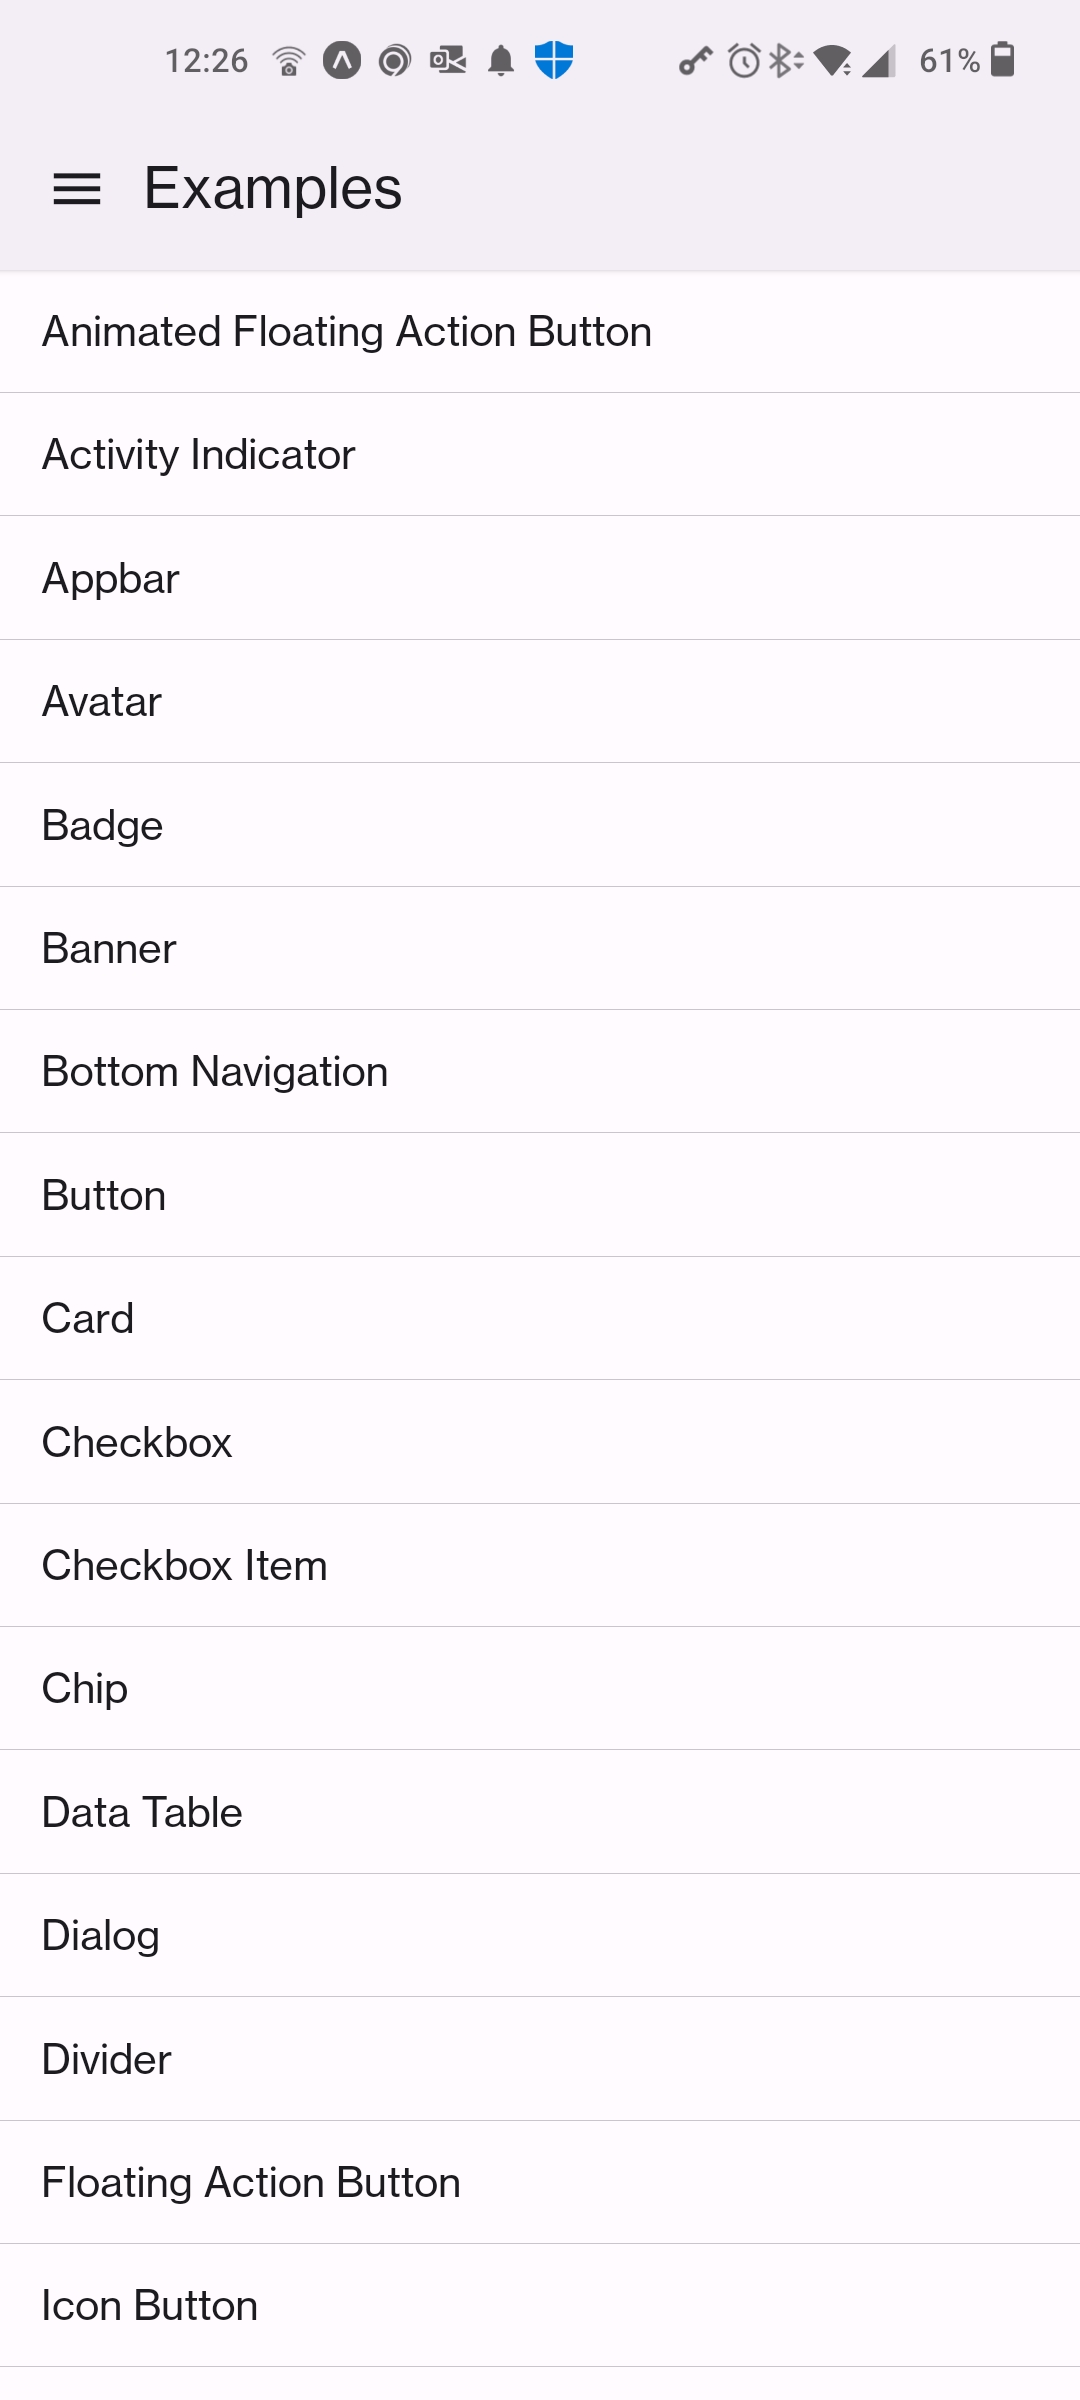 12:26 61%
Examples
Animated Floating Action Button
Activity Indicator
Appbar
Avatar
Badge
Banner
Bottom Navigation
Button
Card
Checkbox
Checkbox Item
Chip
Data Table
Dialog
Divider
Floating Action Button
Icon Button